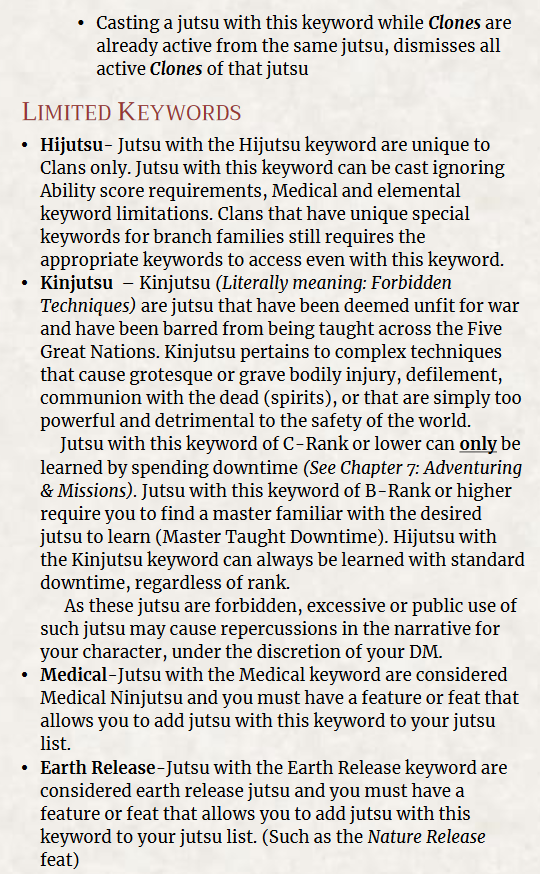 • Casting a jutsu with this keyword while Clones are
already active from the same jutsu, dismisses all
active Clones of that jutsu
LIMITED KEYWORDS
• Hijutsu- Jutsu with the Hijutsu keyword are unique to
Clans only. Jutsu with this keyword can be cast ignoring
Ability score requirements, Medical and elemental
keyword limitations. Clans that have unique special
keywords for branch families still requires the
appropriate keywords to access even with this keyword.
• Kinjutsu – Kinjutsu (Literally meaning: Forbidden
Techniques) are jutsu that have been deemed unfit for war
and have been barred from being taught across the Five
Great Nations. Kinjutsu pertains to complex techniques
that cause grotesque or grave bodily injury, defilement,
communion with the dead (spirits), or that are simply too
powerful and detrimental to the safety of the world.
Jutsu with this keyword of C-Rank or lower can only be
learned by spending downtime (See Chapter 7: Adventuring
& Missions). Jutsu with this keyword of B-Rank or higher
require you to find a master familiar with the desired
jutsu to learn (Master Taught Downtime). Hijutsu with
the Kinjutsu keyword can always be learned with standard
downtime, regardless of rank.
As these jutsu are forbidden, excessive or public use of
such jutsu may cause repercussions in the narrative for
your character, under the discretion of your DM.
• Medical-Jutsu with the Medical keyword are considered
Medical Ninjutsu and you must have a feature or feat that
allows you to add jutsu with this keyword to your jutsu
list.
• Earth Release-Jutsu with the Earth Release keyword are
considered earth release jutsu and you must have a
feature or feat that allows you to add jutsu with this
keyword to your jutsu list. (Such as the Nature Release
feat)